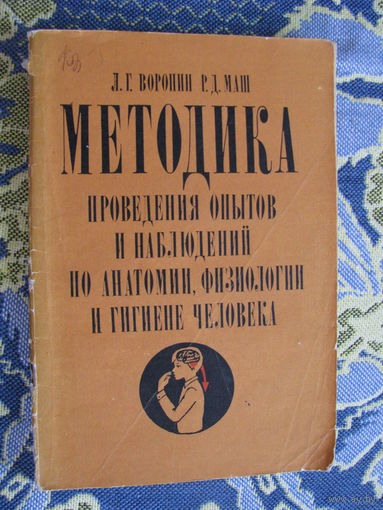 Л. Г. ВОРОНИН Р. Д. МАШ
МЕТОДИКА
ПРОВЕДЕНИЯ ОПЫТОВ
И НАБЛЮДЕНИЙ
ПО АНАТОМИИ, ФИЗИОЛОГИИ
И ГИГИЕНЕ ЧЕЛОВЕКА